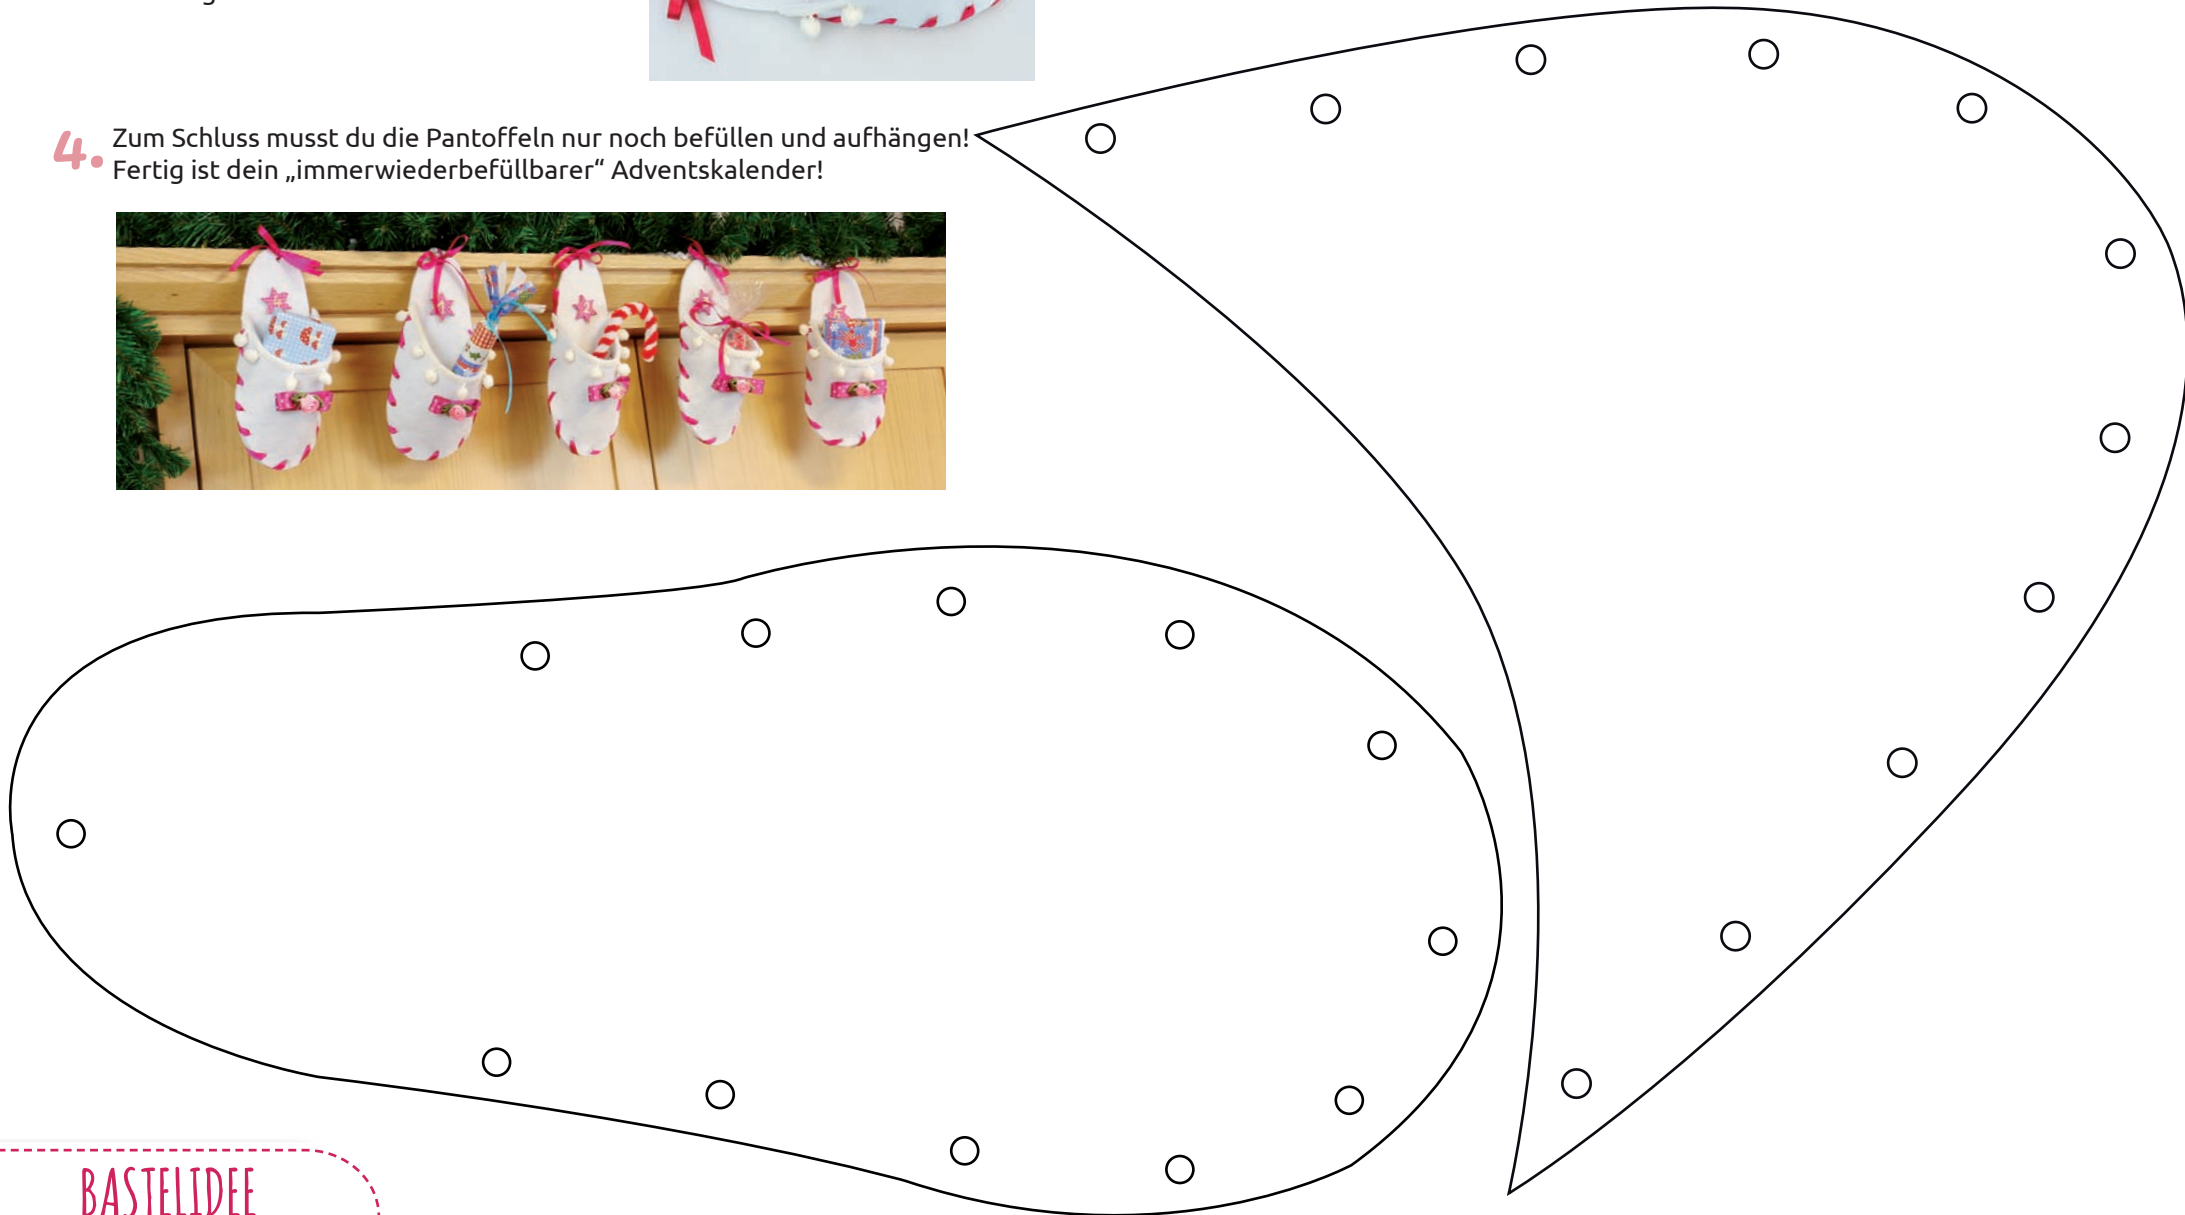 4. Zum Schluss musst du die Pantoffeln nur noch befüllen und aufhängen!
Fertig ist dein „immerwiederbefüllbarer“ Adventskalender!
BASTELIDEE